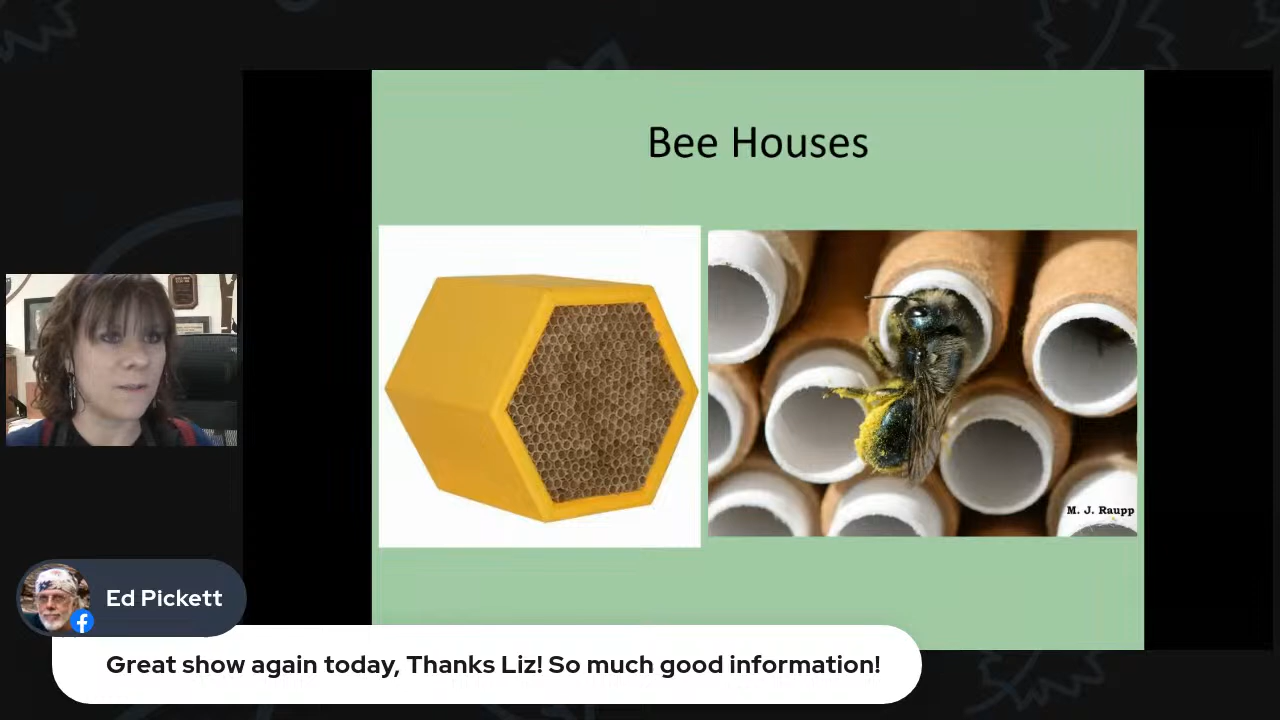 Bee Houses
M. J. Raupp
Ed Pickett
Great show again today, Thanks Liz! So much good information!